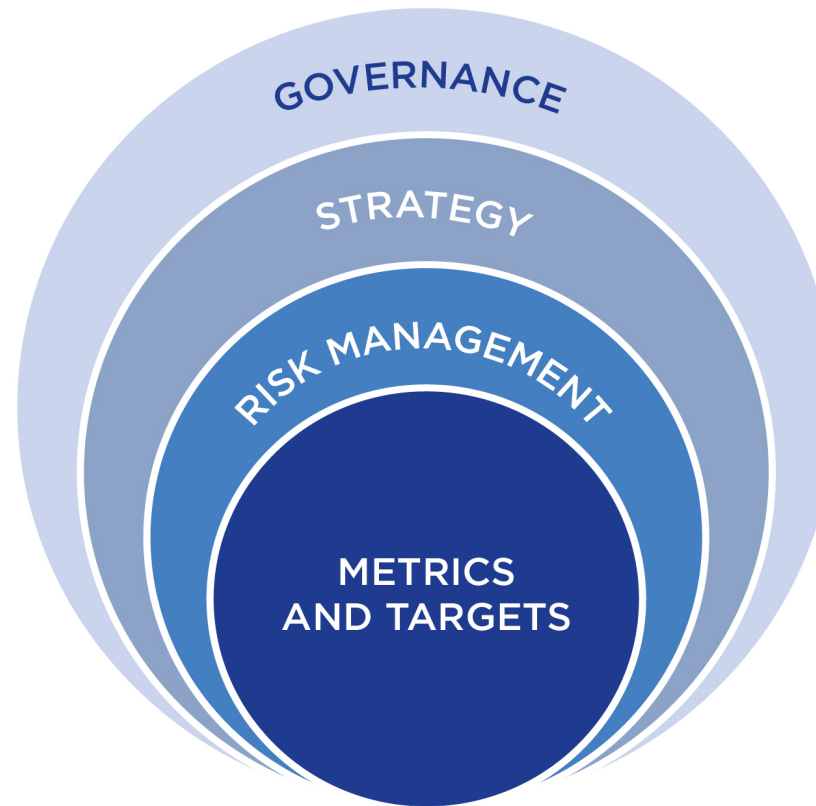 GOVERNANCE
STRATEGY
RISK MANAGEMENT
METRICS
AND TARGETS